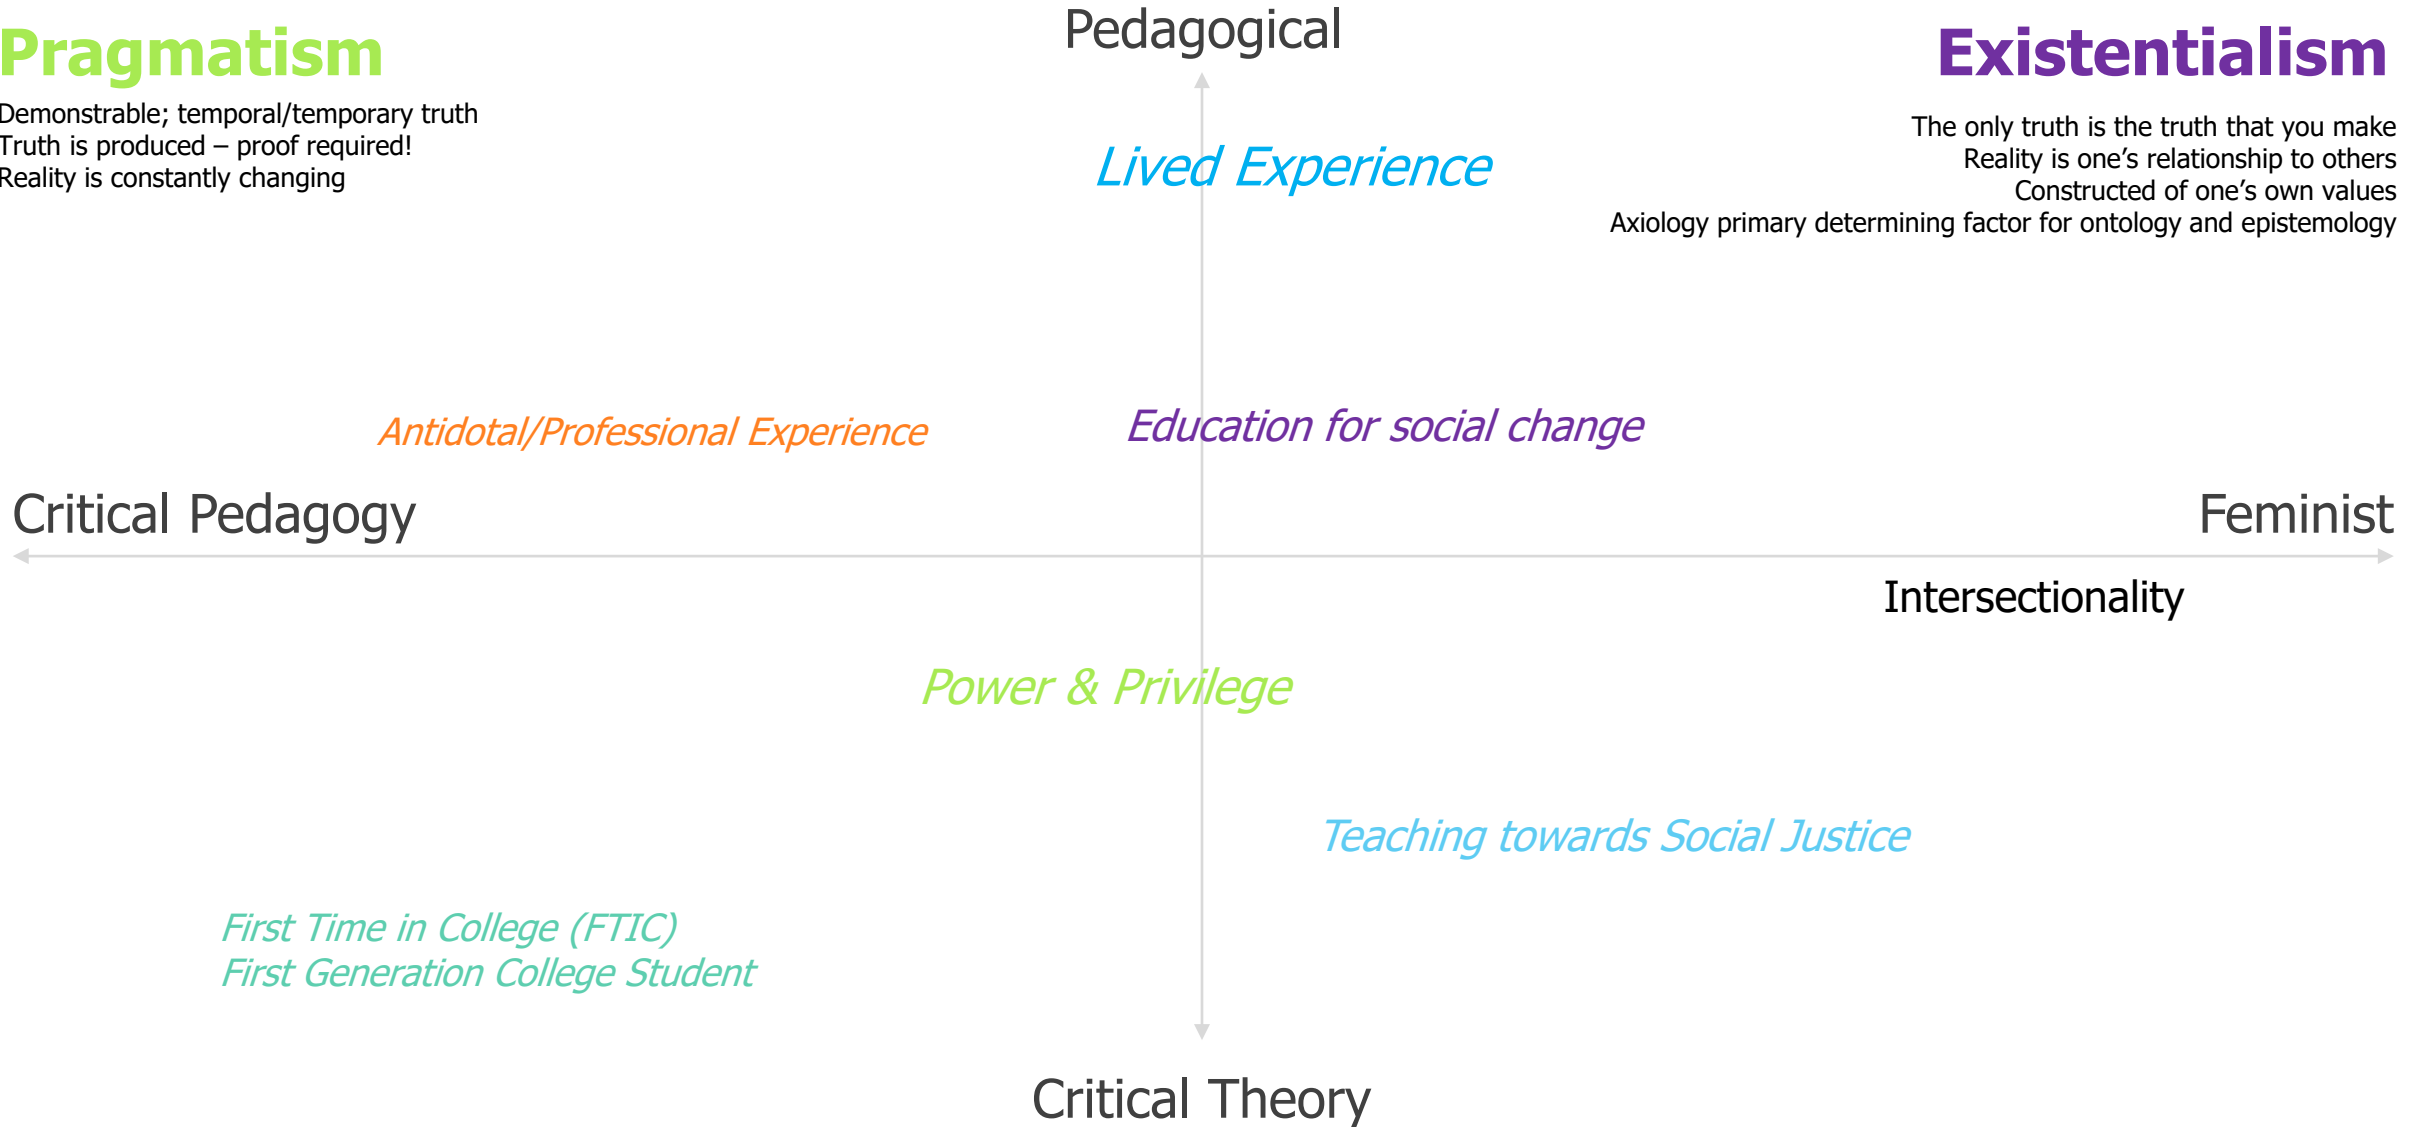 Pedagogical
Pragmatism
Existentialism
Demonstrable; temporal/temporary truth
Truth is produced – proof required!
Reality is constantly changing
The only truth is the truth that you make
Reality is one’s relationship to others
Constructed of one’s own values
Axiology primary determining factor for ontology and epistemology
Lived Experience
Antidotal/Professional Experience
Education for social change
Critical Pedagogy
Feminist
Intersectionality
Power & Privilege
Teaching towards Social Justice
First Time in College (FTIC)
First Generation College Student
Critical Theory